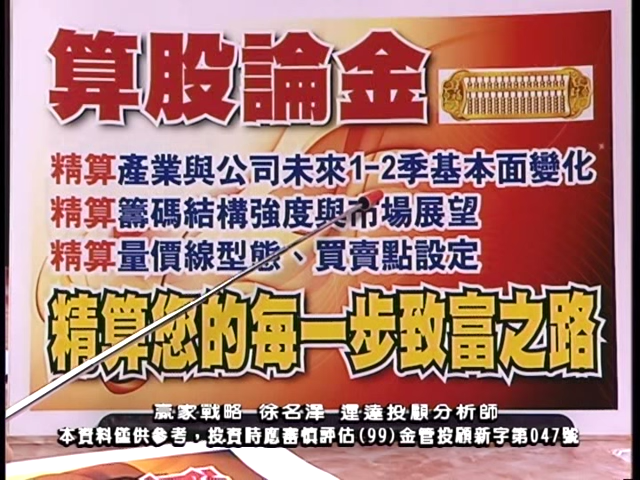 算股論金
精算產業與公司未來1-2季基本面變化
精算籌碼結構強度與市場展望
精算量價線型態、買賣點設定
精算您的每一步致富之路
贏家戰略 徐名澤 運達投顧分析師
本資料僅供參考，投資時應審慎評估(99)金管投顧新字第047號